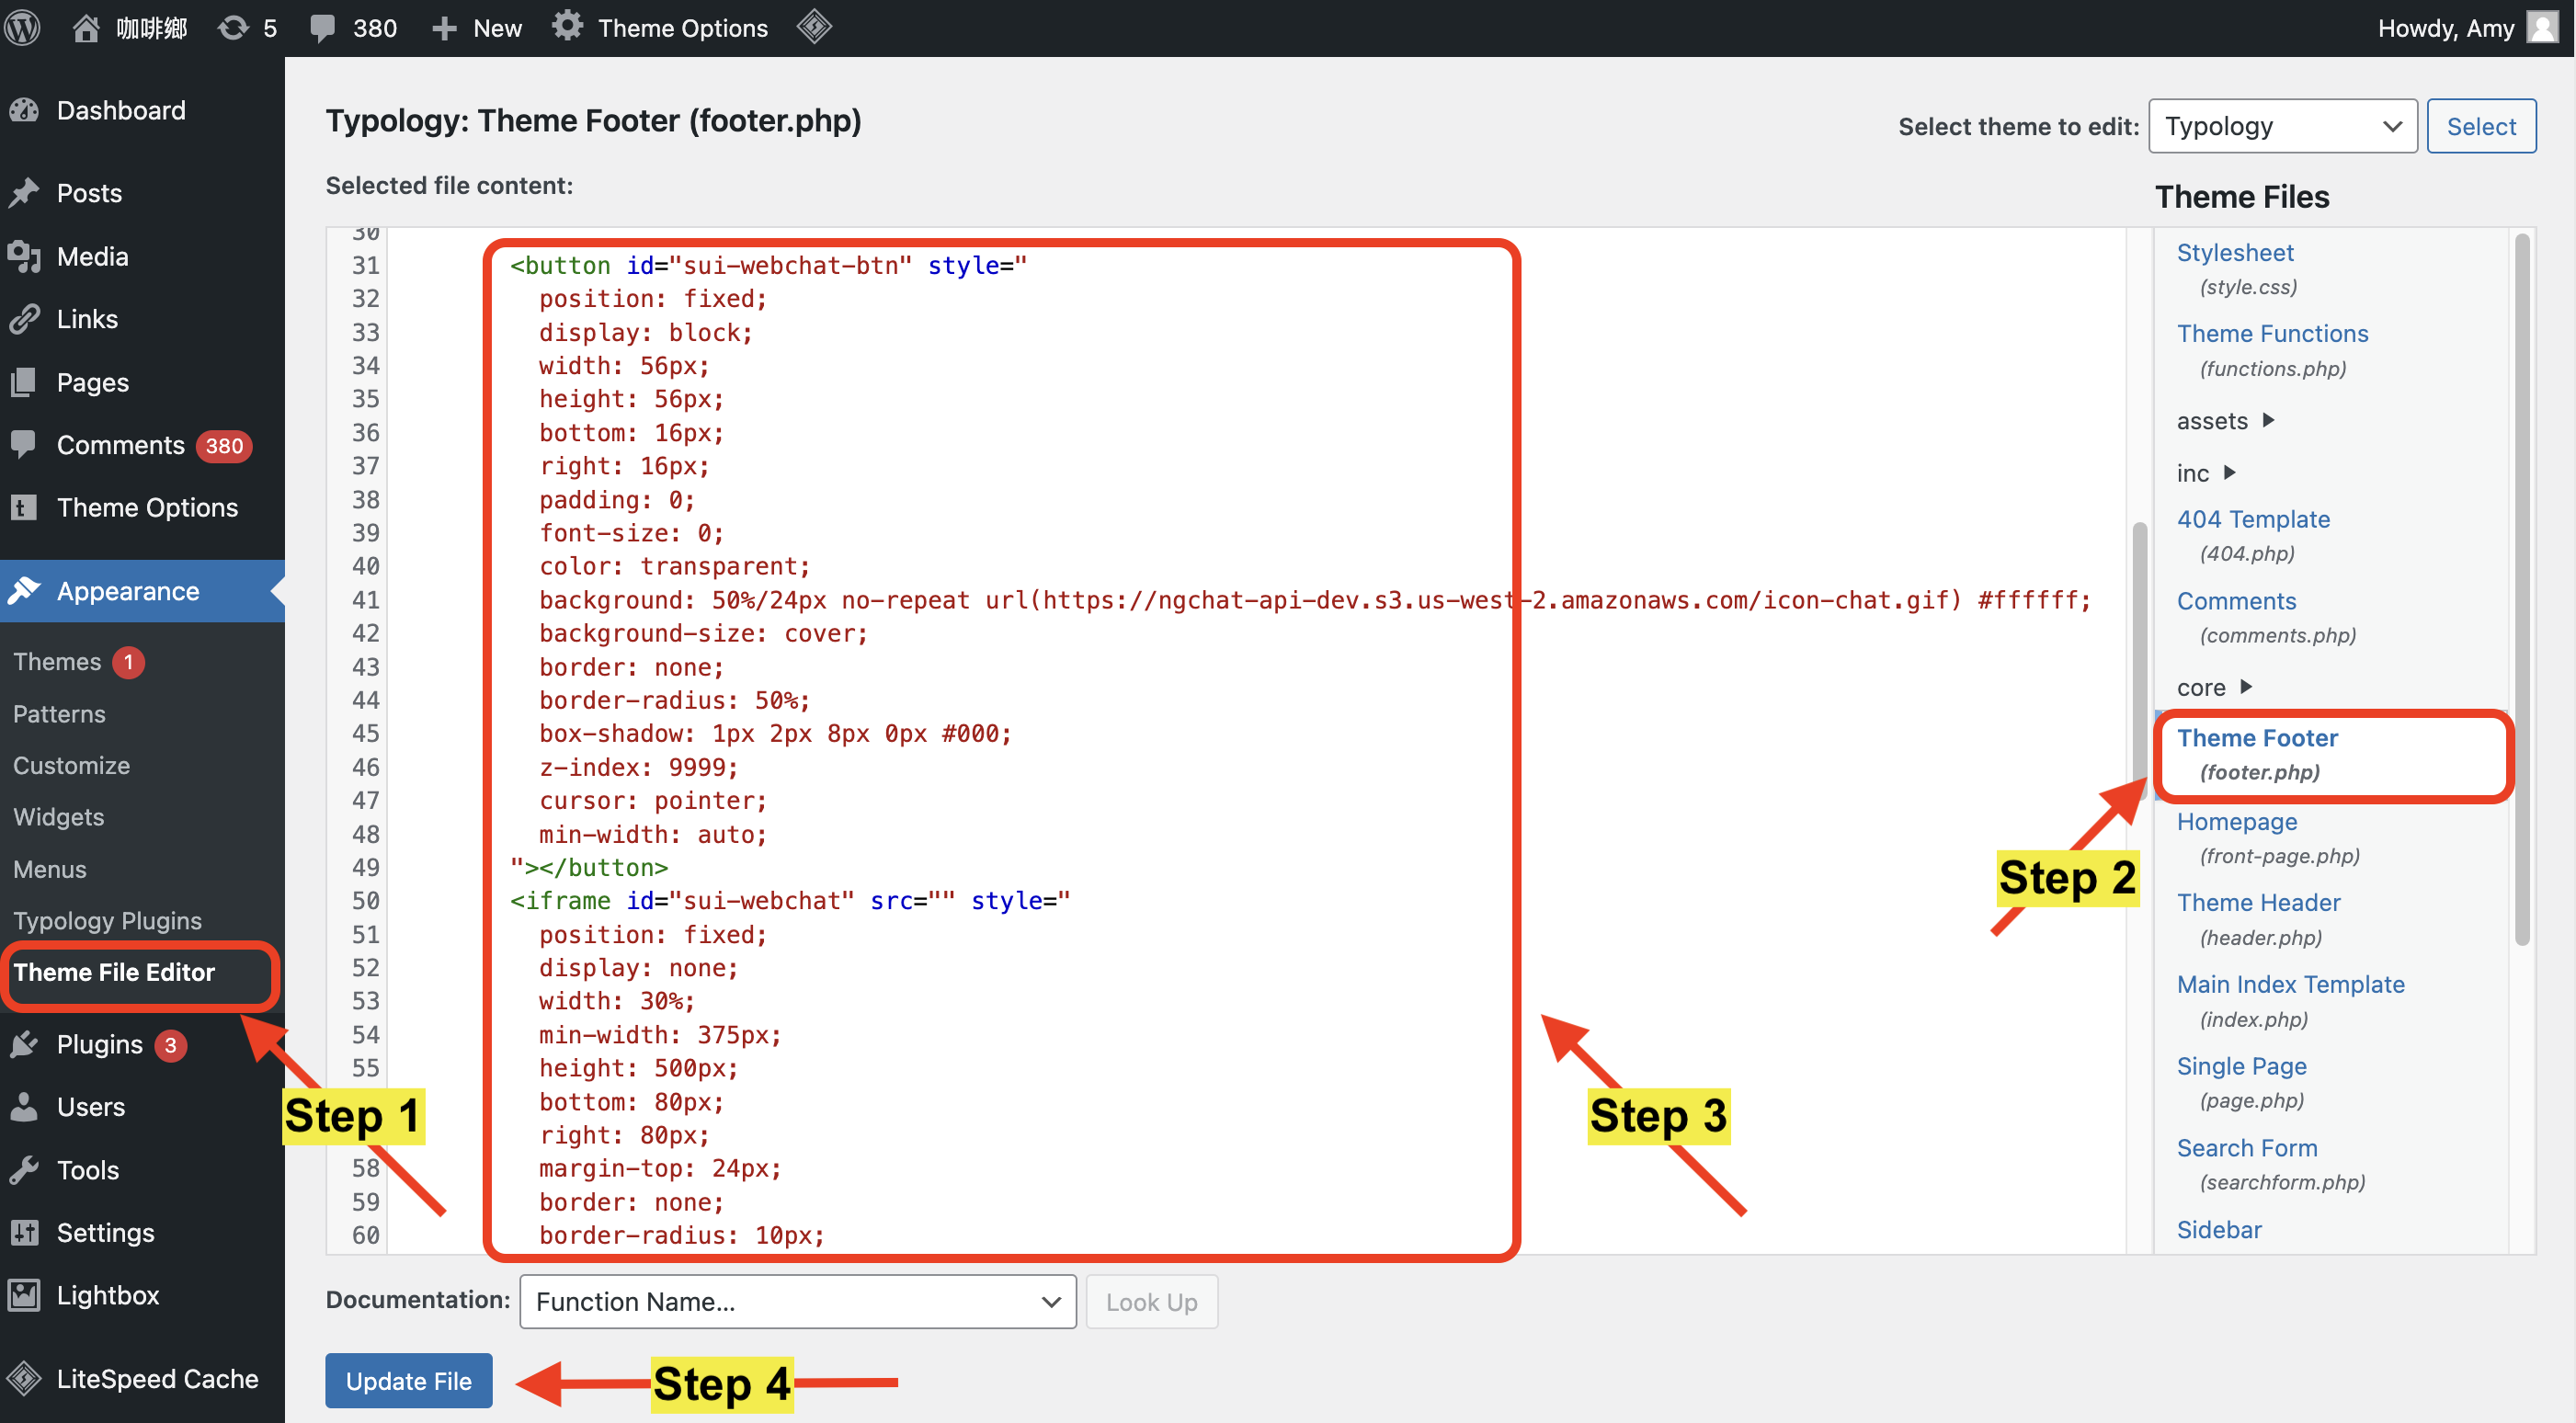 咖啡鄉 5 380 New Theme Options Howdy, Amy
Dashboard
Posts
Media
Links
Pages
Comments 380
Theme Options
Appearance
Themes 1
Patterns
Customize
Widgets
Menus
Typology Plugins
Theme File Editor
Plugins 3
Users
Tools
Settings
Lightbox
LiteSpeed Cache
Step 1
Typology: Theme Footer (footer.php)
Select theme to edit: Typology Select
Selected file content:
30
31 <button id="sui-webchat-btn" style="
32 position: fixed;
33 display: block;
34 width: 56px;
35 height: 56px;
36 bottom: 16px;
37 right: 16px;
38 padding: 0;
39 font-size: 0;
40 color: transparent;
41 background: 50%/24px no-repeat url(https://ngchat-api-dev.s3.us-west-2.amazonaws.com/icon-chat.gif) #ffffff;
42 background-size: cover;
43 border: none;
44 border-radius: 50%;
45 box-shadow: 1px 2px 8px 0px #000;
46 z-index: 9999;
47 cursor: pointer;
48 min-width: auto;
49 "></button>
50 <iframe id="sui-webchat" src="" style="
51 position: fixed;
52 display: none;
53 width: 30%;
54 min-width: 375px;
55 height: 500px;
bottom: 80px;
right: 80px;
58 margin-top: 24px;
59 border: none;
60 border-radius: 10px;
Step 3
Theme Files
Stylesheet
(style.css)
Theme Functions
(functions.php)
assets
inc
404 Template
(404.php)
Comments
(comments.php)
core
Theme Footer
(footer.php)
Step 2
Homepage
(front-page.php)
Theme Header
(header.php)
Main Index Template
(index.php)
Single Page
(page.php)
Search Form
(searchform.php)
Sidebar
Documentation: Function Name... Look Up
Update File
Step 4